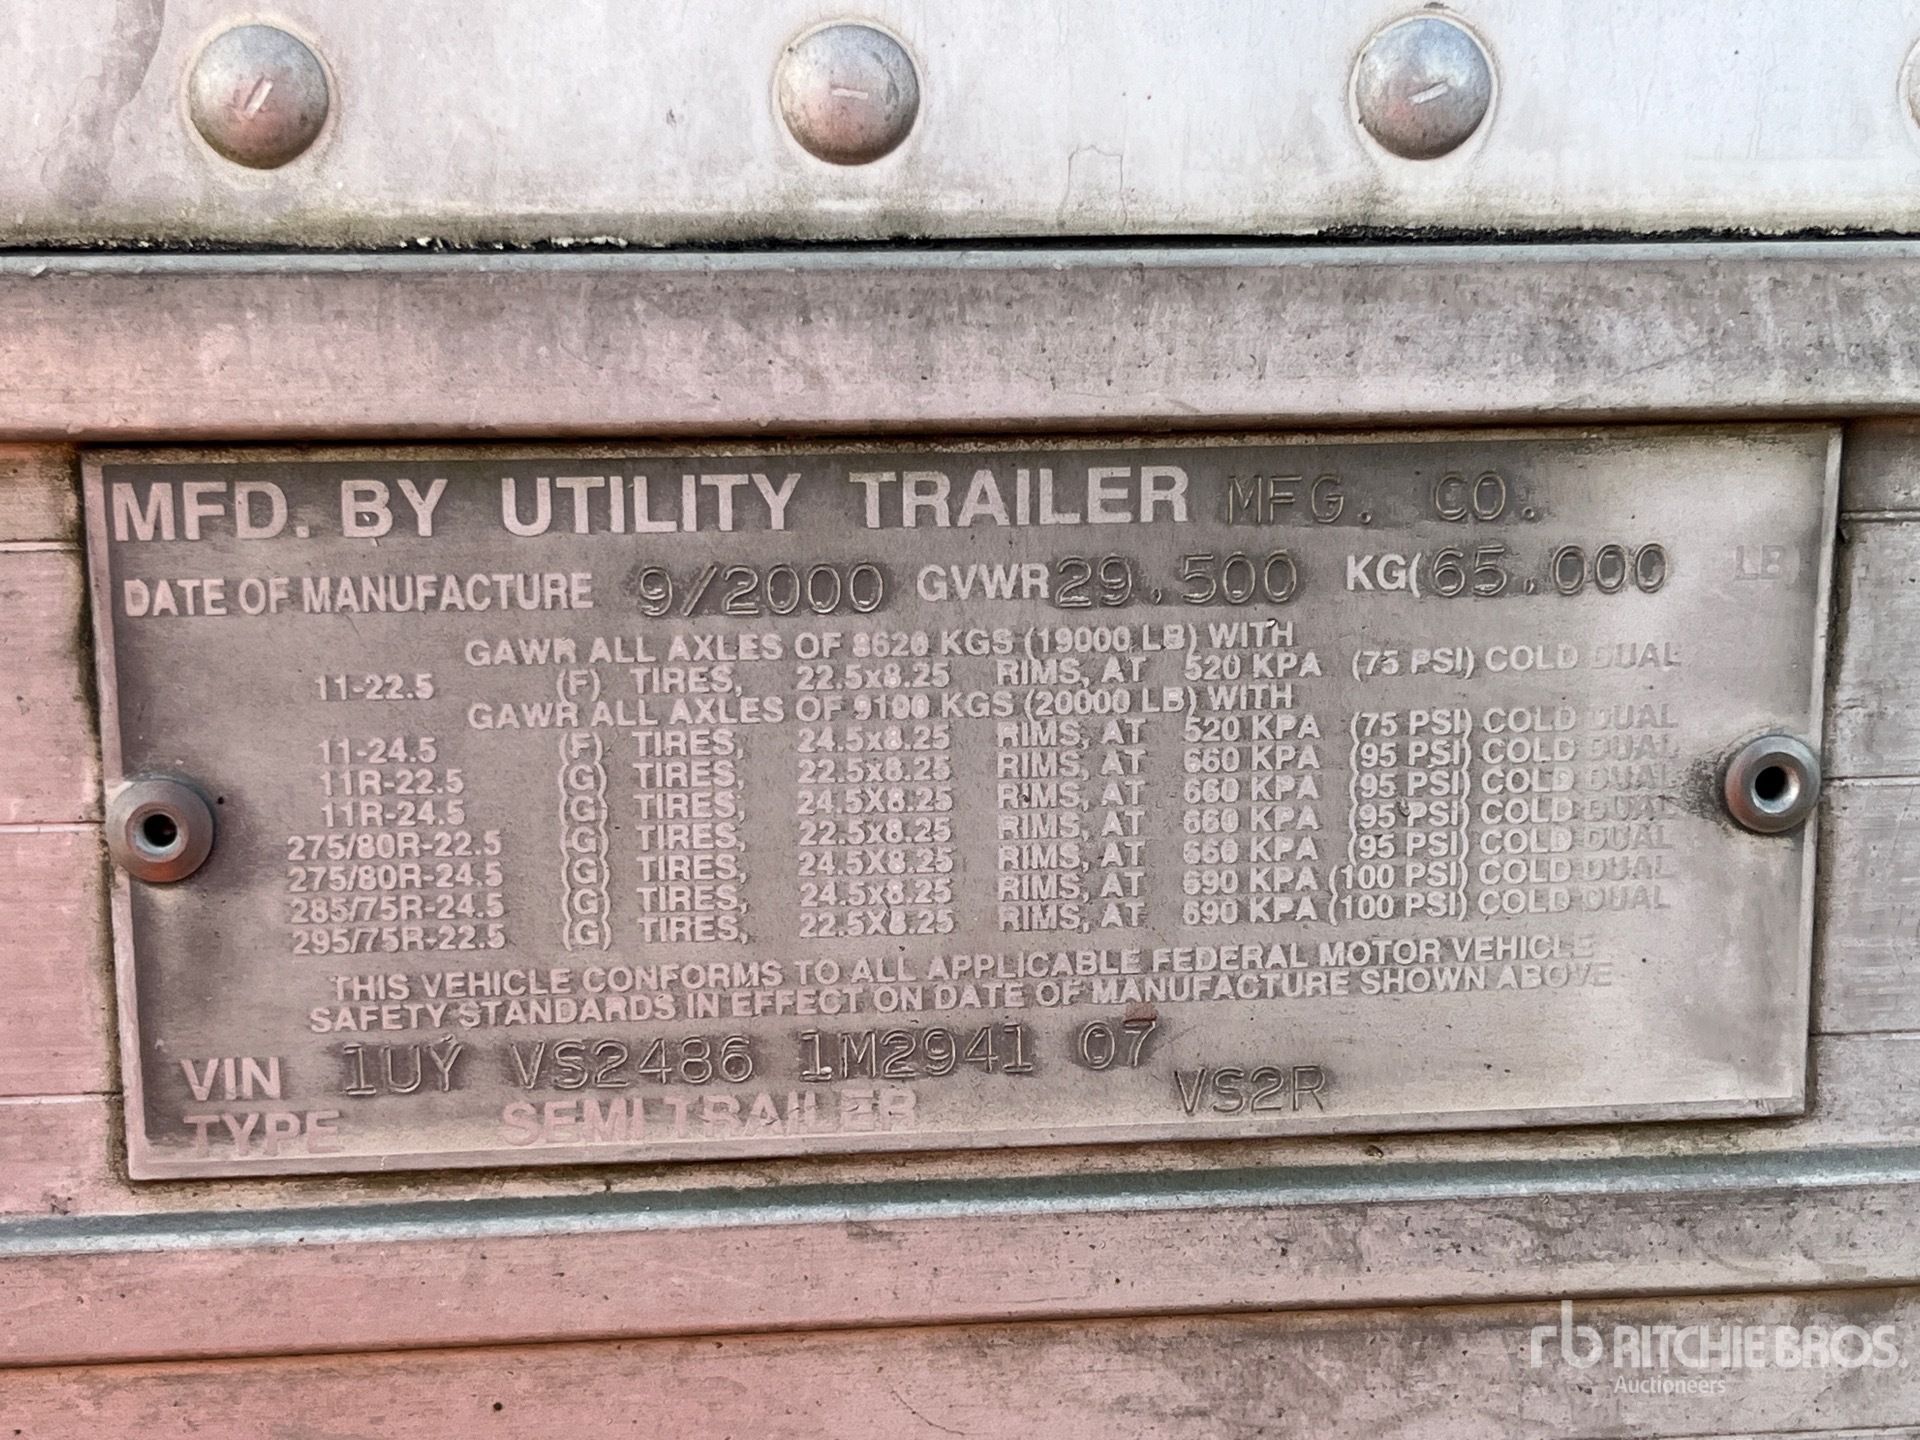 MFD. BY UTILITY TRAILER MFG. CO.
DATE OF MANUFACTURE 9/2000 GVWR 29.500 KG(65.000 LB)
GAWR ALL AXLES OF 8620 KGS (19000 LB) WITH
11-22.5 (F) TIRES, 22.5x8.25 RIMS, AT 520 KPA (75 PSI) COLD DUAL
GAWR ALL AXLES OF 9100 KGS (20000 LB) WITH
11-24.5 (F) TIRES, 24.5x8.25 RIMS, AT 520 KPA (75 PSI) COLD DUAL
11R-22.5 (G) TIRES, 22.5x8.25 RIMS, AT 660 KPA (95 PSI) COLD DUAL
11R-24.5 (G) TIRES, 24.5X8.25 RIMS, AT 660 KPA (95 PSI) COLD DUAL
275/80R-22.5 (G) TIRES, 22.5x8.25 RIMS, AT 660 KPA (95 PSI) COLD DUAL
275/80R-24.5 (G) TIRES, 24.5X8.25 RIMS, AT 660 KPA (95 PSI) COLD DUAL
285/75R-24.5 (G) TIRES, 24.5x8.25 RIMS, AT 690 KPA (100 PSI) COLD DUAL
295/75R-22.5 (G) TIRES, 22.5X8.25 RIMS, AT 690 KPA (100 PSI) COLD DUAL
THIS VEHICLE CONFORMS TO ALL APPLICABLE FEDERAL MOTOR VEHICLE
SAFETY STANDARDS IN EFFECT ON DATE OF MANUFACTURE SHOWN ABOVE
VIN 1UY VS2486 1M2941 07
TYPE SEMITRAILER VS2R
rb RITCHIE BROS.
Auctioneers